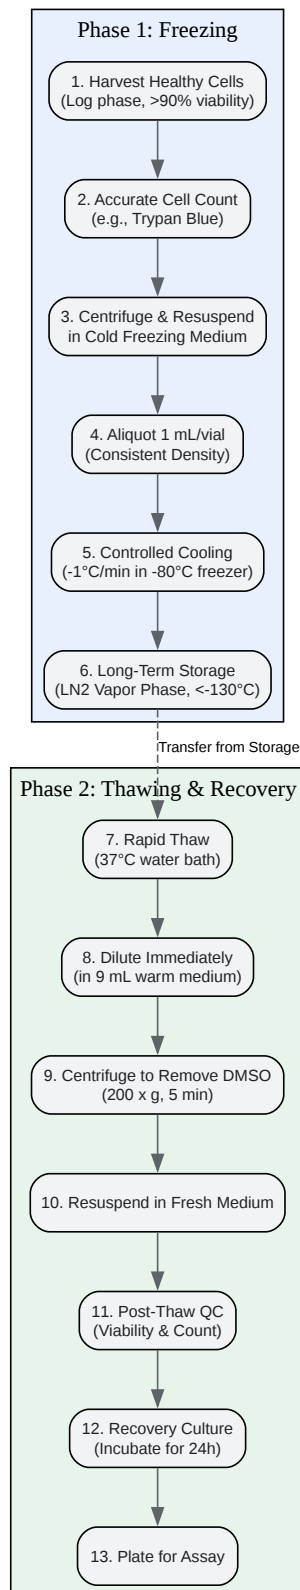 Phase 1: Freezing
1. Harvest Healthy Cells
(Log phase, >90% viability)
2. Accurate Cell Count
(e.g., Trypan Blue)
3. Centrifuge & Resuspend
in Cold Freezing Medium
4. Aliquot 1 mL/vial
(Consistent Density)
5. Controlled Cooling
(-1°C/min in -80°C freezer)
6. Long-Term Storage
(LN2 Vapor Phase, <-130°C)
Transfer from Storage
Phase 2: Thawing & Recovery
7. Rapid Thaw
(37°C water bath)
8. Dilute Immediately
(in 9 mL warm medium)
9. Centrifuge to Remove DMSO
(200 x g, 5 min)
10. Resuspend in Fresh Medium
11. Post-Thaw QC
(Viability & Count)
12. Recovery Culture
(Incubate for 24h)
13. Plate for Assay